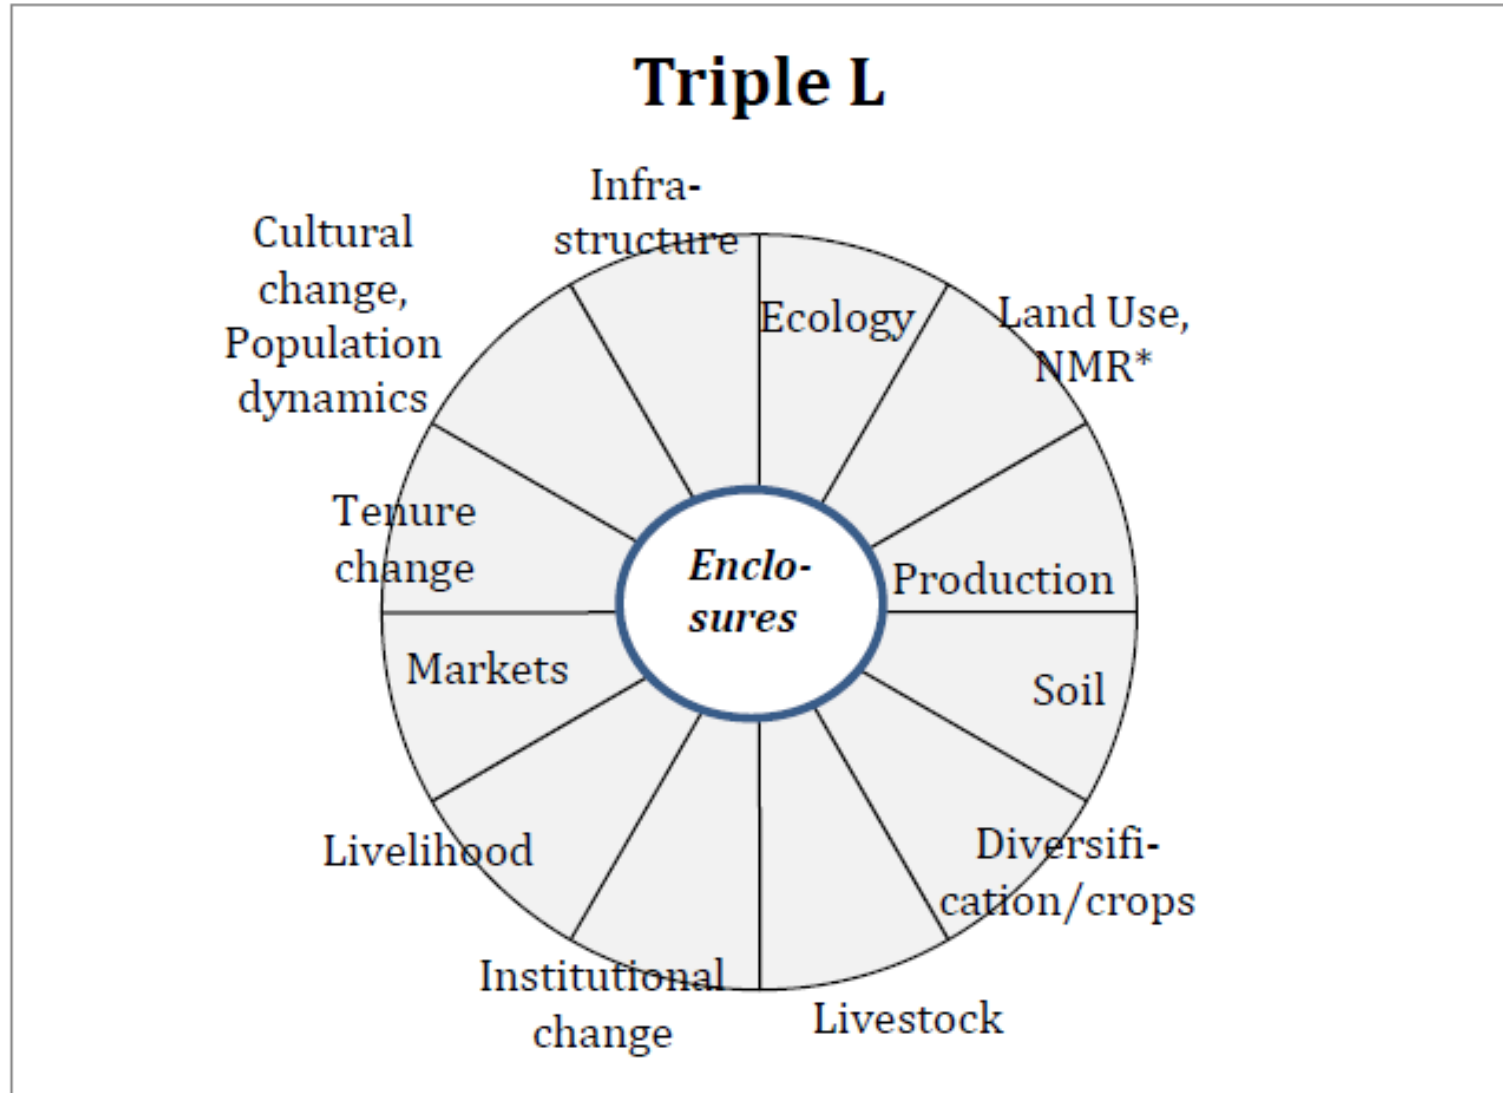 Triple L
Infra-
structure
Cultural
change,
Population
dynamics
Ecology
Land Use,
NMR*
Tenure
change
Enclo-
sures
Production
Markets
Soil
Livelihood
Diversifi-
cation/crops
Institutional
change
Livestock